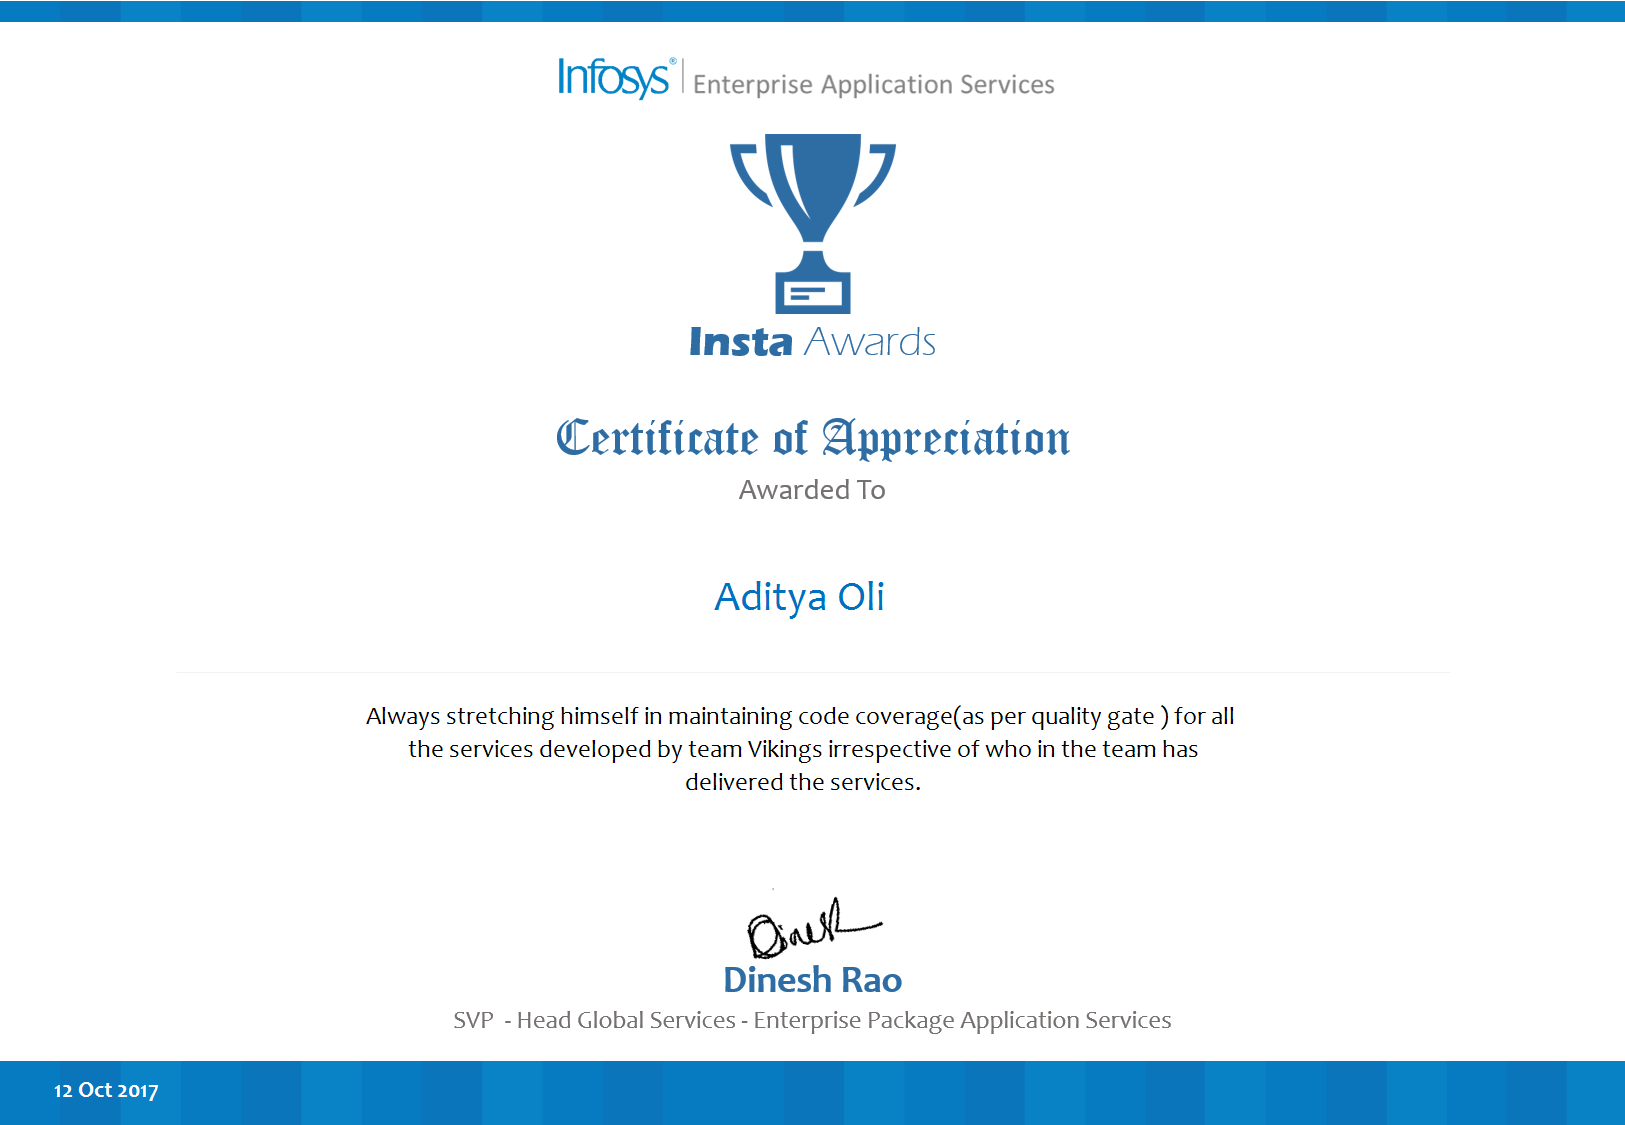 Infosys® | Enterprise Application Services
Insta Awards
Certificate of Appreciation
Awarded To
Aditya Oli
Always stretching himself in maintaining code coverage(as per quality gate ) for all
the services developed by team Vikings irrespective of who in the team has
delivered the services.
Dinesh
Dinesh Rao
SVP - Head Global Services - Enterprise Package Application Services
12 Oct 2017